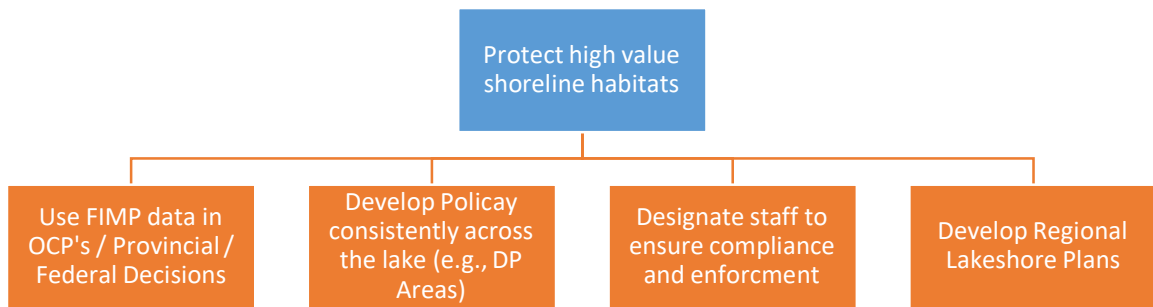 Protect high value
shoreline habitats
Use FIMP data in
OCP's / Provincial /
Federal Decisions
Develop Policay
consistently across
the lake (e.g., DP
Areas)
Designate staff to
ensure compliance
and enforcment
Develop Regional
Lakeshore Plans